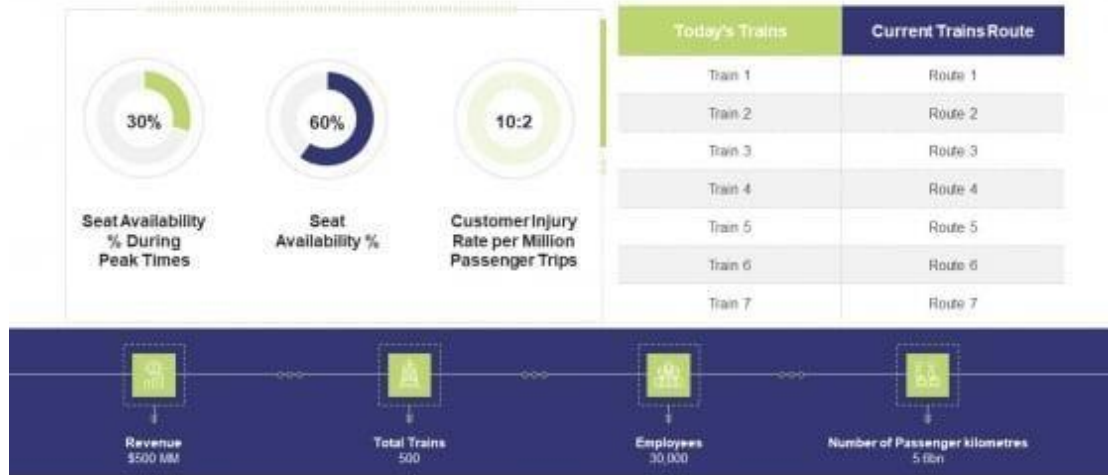 30%
60%
10:2
Seat Availability
% During
Peak Times
Seat
Availability %
Customer Injury
Rate per Million
Passenger Trips
Today's Trains Current Trains Route
Train 1 Route 1
Train 2 Route 2
Train 3 Route 3
Train 4 Route 4
Train 5 Route 5
Train 6 Route 6
Train 7 Route 7
Revenue
$500 MM
Total Trains
500
Employees
30,000
Number of Passenger kilometres
5.6bn